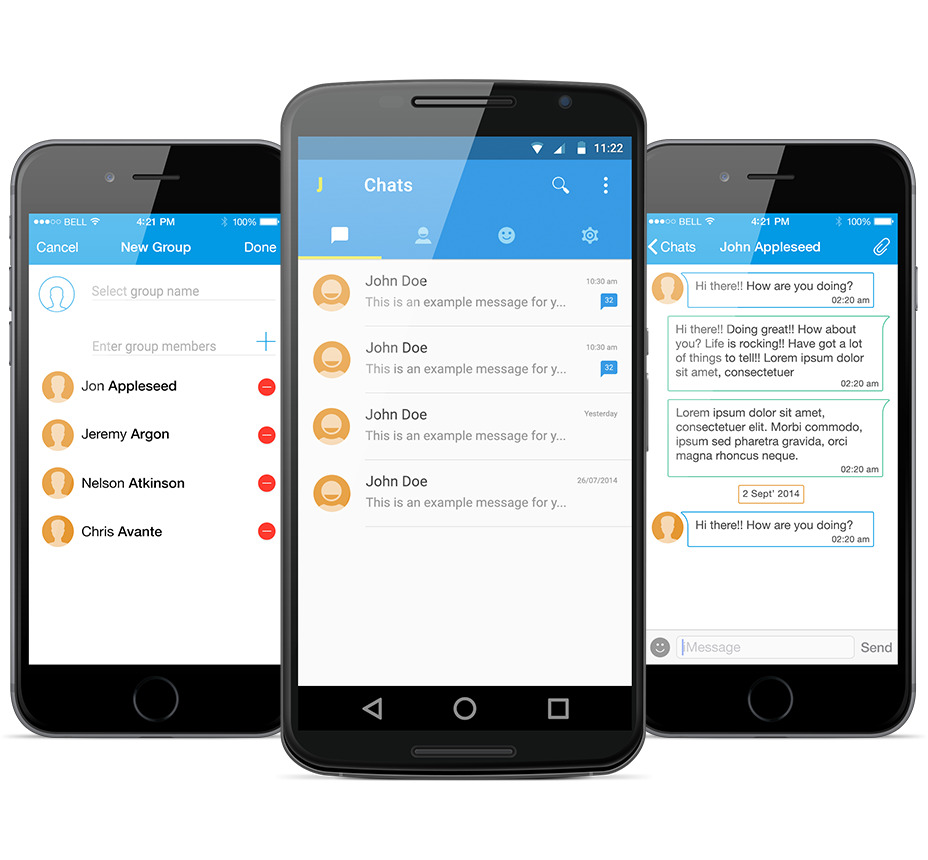 BELL
4:21 PM
100%
Cancel
New Group
Done
Select group name
Enter group members
Jon Appleseed
Jeremy Argon
Nelson Atkinson
Chris Avante
11:22
J
Chats
John Doe
10:30 am
This is an example message for y...
32
John Doe
10:30 am
This is an example message for y...
32
John Doe
Yesterday
This is an example message for y...
John Doe
26/07/2014
This is an example message for y...
BELL
4:21 PM
100%
Chats
John Appleseed
Hi there!! How are you doing?
02:20 am
Hi there!! Doing great!! How about
you? Life is rocking!! Have got a lot
of things to tell!! Lorem ipsum dolor
sit amet, consectetuer
02:20 am
Lorem ipsum dolor sit amet,
consectetuer elit. Morbi commodo,
ipsum sed pharetra gravida, orci
magna rhoncus neque.
02:20 am
2 Sept' 2014
Hi there!! How are you doing?
02:20 am
iMessage
Send